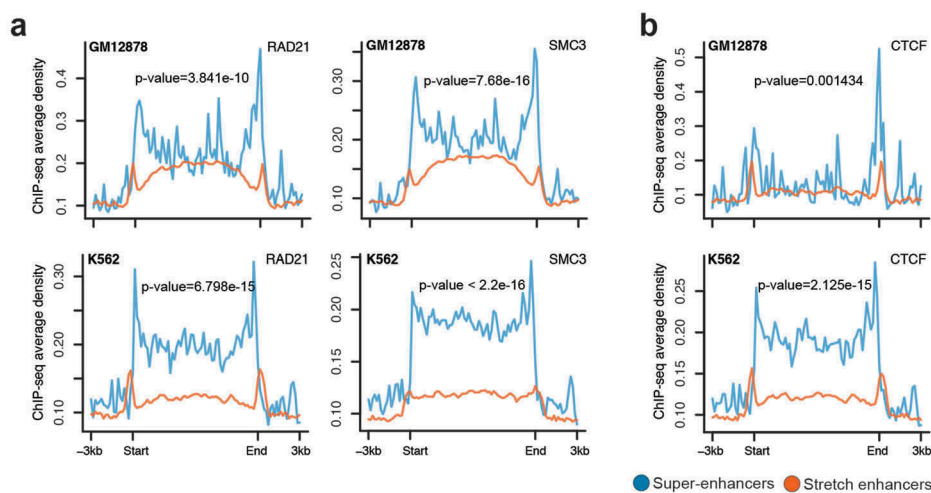 a
GM12878
RAD21
p-value=3.841e-10
ChIP-seq average density
0.4
0.3
0.2
0.1
GM12878
SMC3
p-value=7.68e-16
0.30
0.20
0.10
b
GM12878
CTCF
p-value=0.001434
ChIP-seq average density
0.5
0.4
0.3
0.2
0.1
K562
RAD21
p-value=6.798e-15
ChIP-seq average density
0.30
0.20
0.10
−3kb Start End 3kb
K562
SMC3
p-value < 2.2e-16
0.25
0.20
0.15
0.10
−3kb Start End 3kb
K562
CTCF
p-value=2.125e-15
ChIP-seq average density
0.25
0.20
0.15
0.10
−3kb Start End 3kb
Super-enhancers Stretch enhancers